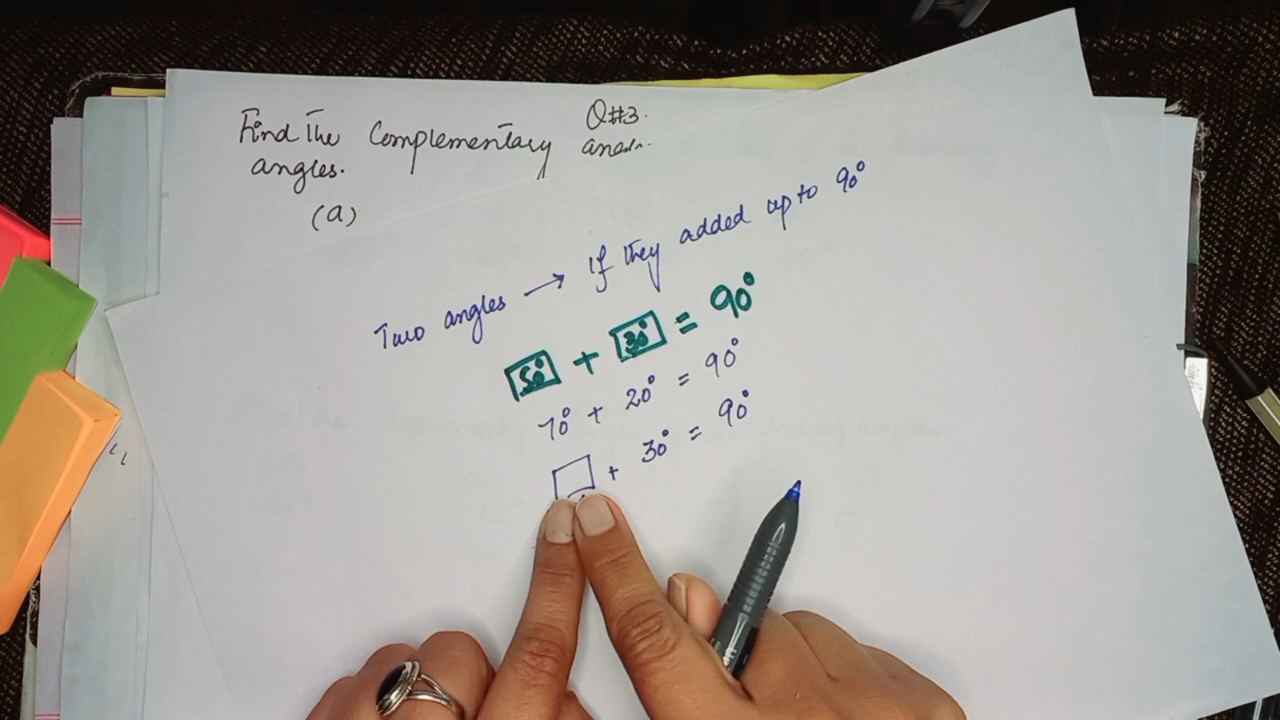 Q#3.
Find The Complementary
angles.
(a)
Two angles → If they added up to 90°
50° + 30° = 90°
70° + 20° = 90°
□ + 30° = 90°